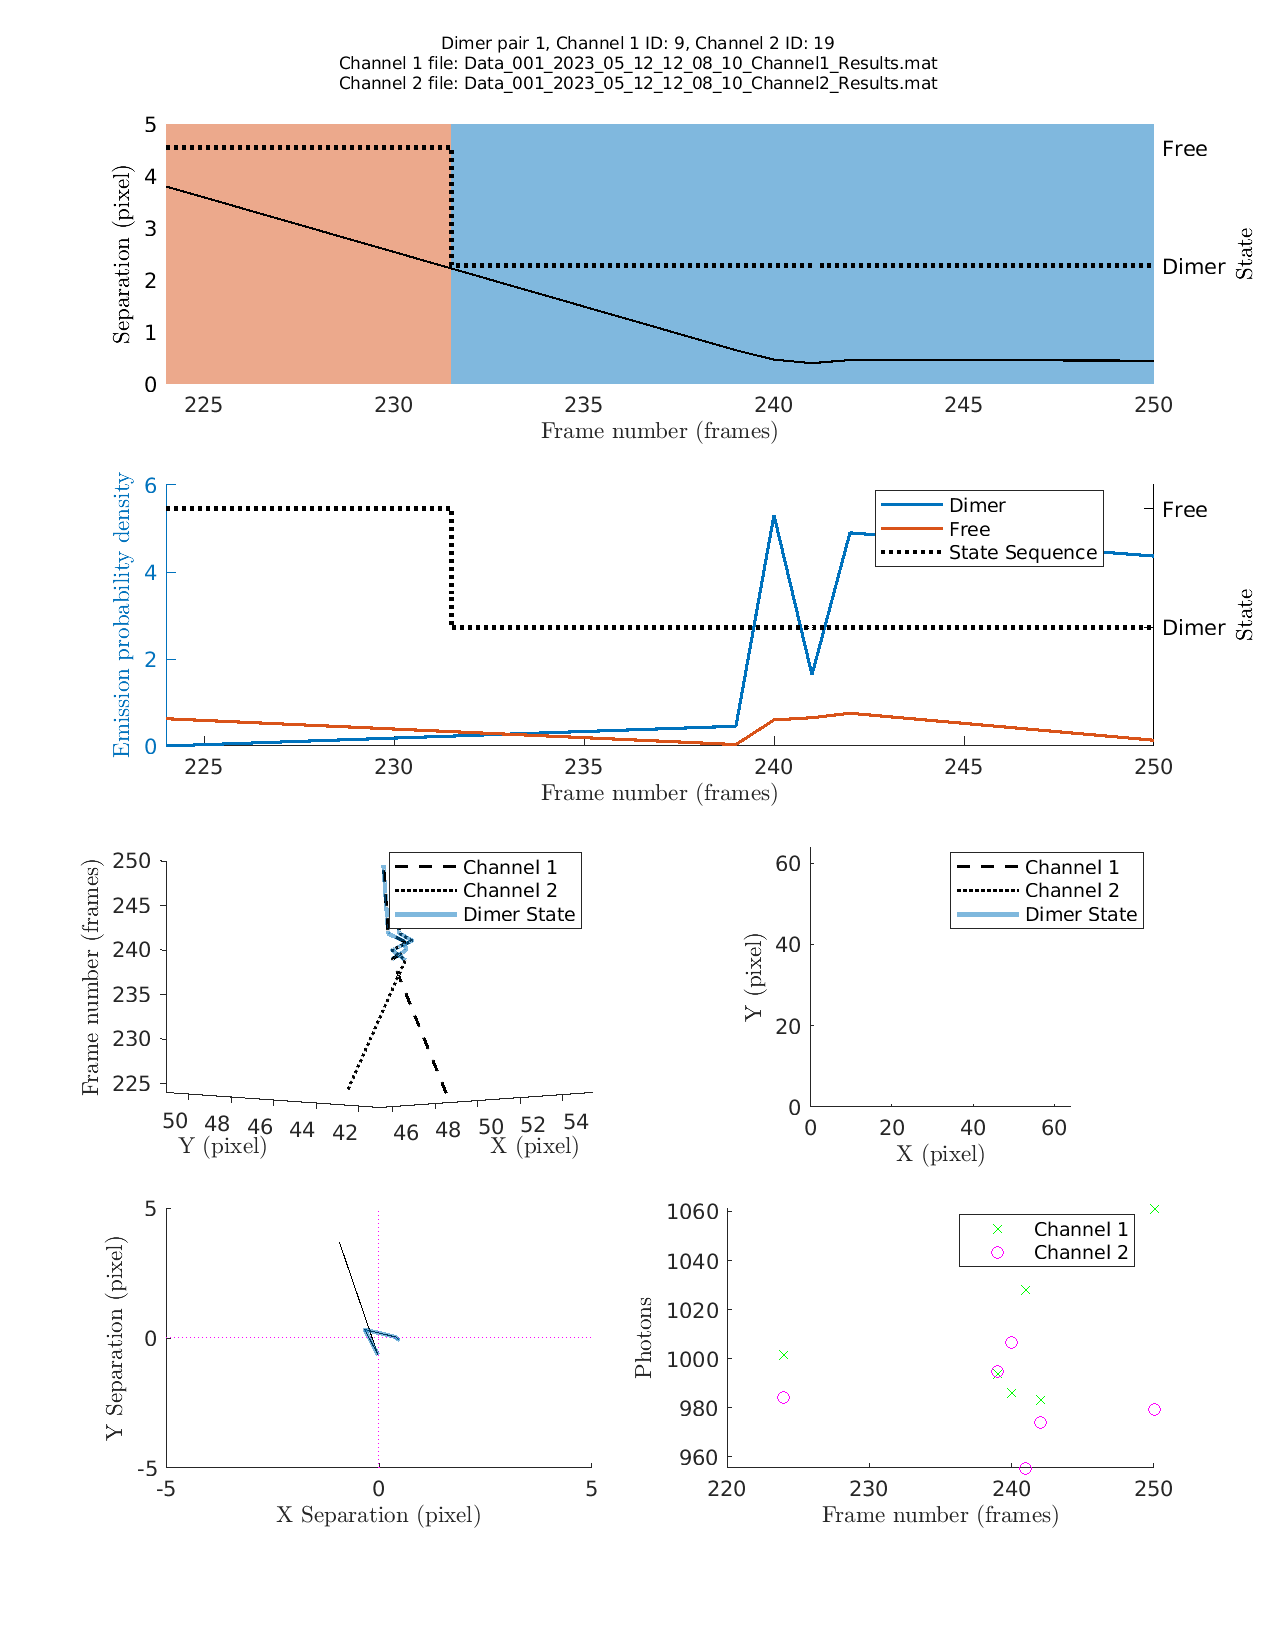 Dimer pair 1, Channel 1 ID: 9, Channel 2 ID: 19
Channel 1 file: Data_001_2023_05_12_12_08_10_Channel1_Results.mat
Channel 2 file: Data_001_2023_05_12_12_08_10_Channel2_Results.mat
Separation (pixel)
5
4
3
2
1
0
225 230 235 240 245 250
Frame number (frames)
Free
Dimer
State
Emission probability density
6
4
2
0
225 230 235 240 245 250
Frame number (frames)
Dimer
Free
State Sequence
Free
Dimer
State
Frame number (frames)
250
245
240
235
230
225
50 48 46 44 42 46 48 50 52 54
Y (pixel) X (pixel)
Channel 1
Channel 2
Dimer State
Y (pixel)
60
40
20
0
0 20 40 60
X (pixel)
Channel 1
Channel 2
Dimer State
Y Separation (pixel)
5
0
-5
-5 0 5
X Separation (pixel)
Photons
1060
1040
1020
1000
980
960
220 230 240 250
Frame number (frames)
Channel 1
Channel 2